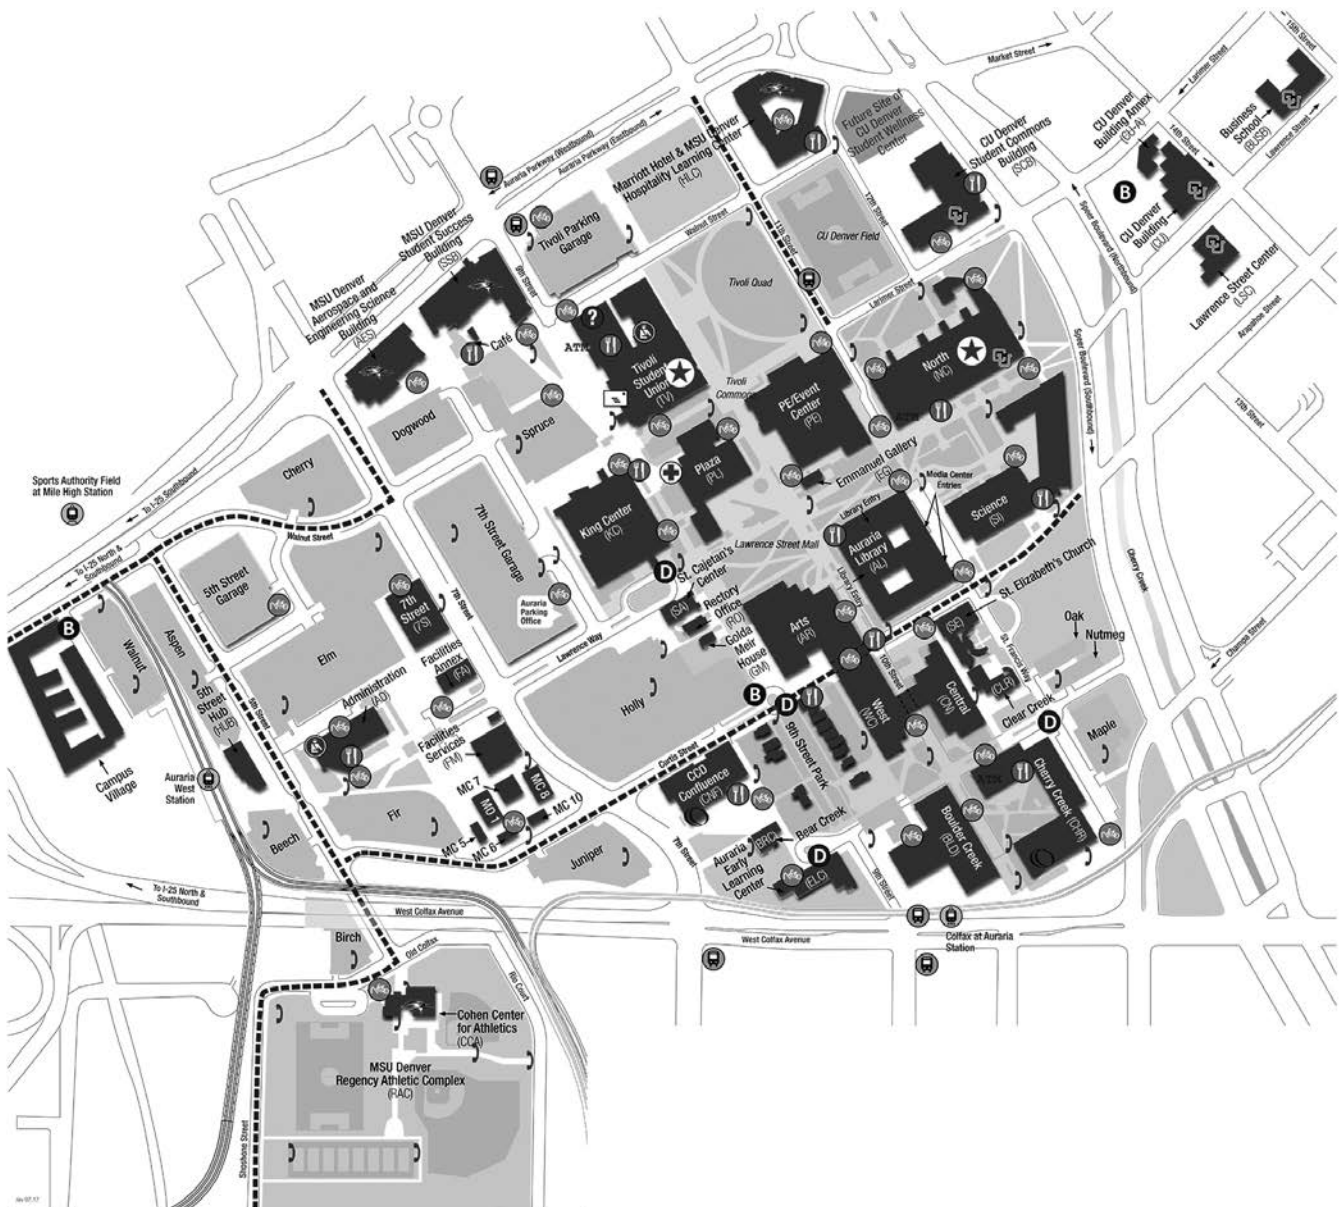 Market Street
15th Street
Larimer Street
CU Denver
Building Annex
(CU-A)
Business
School
(BUSB)
14th Street
Lawrence Street
B
CU Denver
Building
(CU)
Lawrence Street Center
(LSC)
Arapahoe Street
13th Street
Champa Street
Speer Boulevard (Northbound)
Speer Boulevard (Southbound)
Cherry Creek
Auraria Parkway (Westbound)
Auraria Parkway (Eastbound)
Marriott Hotel & MSU Denver
Hospitality Learning Center
(HLC)
Future Site of
CU Denver
Student Wellness
Center
CU Denver
Student Commons
Building
(SCB)
12th Street
11th Street
CU Denver Field
Larimer Street
Walnut Street
Tivoli Parking
Garage
Tivoli Quad
MSU Denver
Student Success
Building
(SSB)
MSU Denver
Aerospace and
Engineering Science
Building
(AES)
9th Street
Café
?
ATM
Tivoli
Student
Union
(TV)
Tivoli
Commons
PE/Event
Center
(PE)
North
(NC)
Dogwood
Spruce
Cherry
Plaza
(PL)
Emmanuel Gallery
(EG)
Media Center
Entries
Science
(SI)
Sports Authority Field
at Mile High Station
To I-25 Southbound
To I-25 North &
Southbound
Walnut Street
7th Street Garage
King Center
(KC)
Lawrence Street Mall
Library Entry
Auraria
Library
(AL)
Library Entry
St. Elizabeth's Church
D
St. Cajetan's
Center
(SA)
Rectory
Office
(RO)
Golda
Meir
House
(GM)
Arts
(AR)
(SE)
St. Francis Way
Oak
Nutmeg
5th Street
Garage
7th
Street
(7S)
7th Street
Auraria
Parking
Office
Lawrence Way
B
Walnut
Aspen
Elm
Facilities
Annex
(FA)
Holly
10th Street
West
(WC)
Central
(CN)
(CLR)
Clear Creek
D
Maple
5th
Street
Hub
(HUB)
5th Street
Administration
(AD)
Facilities
Services
(FM)
B
D
9th Street Park
Curtis Street
Campus
Village
Auraria
West
Station
MC 7
MC 8
MC 10
MC 5
MC 6
CCD
Confluence
(CNF)
Cherry Creek (CHR)
Boulder Creek
(BLD)
Fir
Beech
Juniper
7th Street
BRC
Bear Creek
Auraria
Early
Learning
Center
(ELC)
D
9th Street
To I-25 North &
Southbound
West Colfax Avenue
West Colfax Avenue
Colfax at Auraria
Station
Birch
Old Colfax
Rio Court
Cohen Center
for Athletics
(CCA)
MSU Denver
Regency Athletic Complex
(RAC)
Shoshone Street